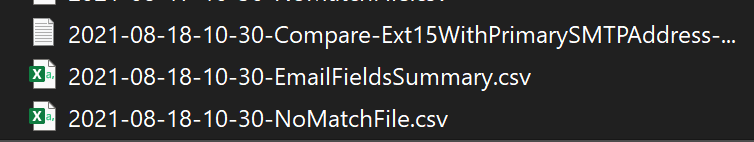 2021-08-18-10-30-Compare-Ext15WithPrimarySMTPAddress-...
2021-08-18-10-30-EmailFieldsSummary.csv
2021-08-18-10-30-NoMatchFile.csv